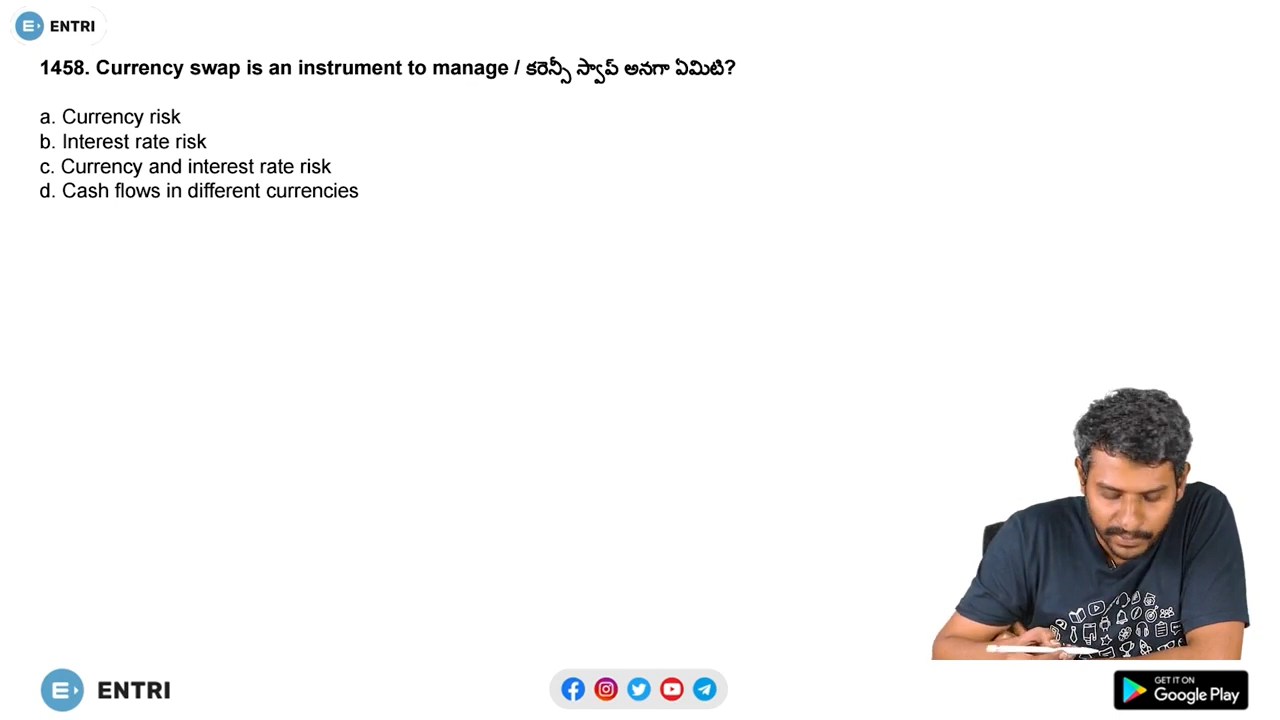 ENTRI
1458. Currency swap is an instrument to manage / కరెన్సీ స్వాప్ అనగా ఏమిటి?
a. Currency risk
b. Interest rate risk
c. Currency and interest rate risk
d. Cash flows in different currencies
ENTRI
GET IT ON
Google Play